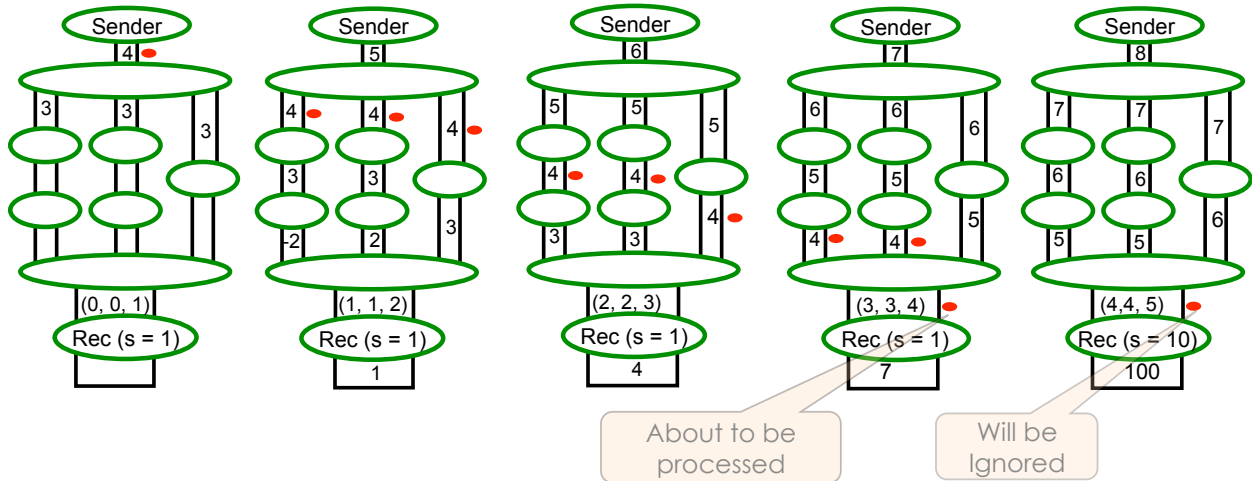 Sender
4
3 3 3
(0, 0, 1)
Rec (s = 1)
Sender
5
4 4 4
3 3
3
-2 2
(1, 1, 2)
Rec (s = 1)
1
Sender
6
5 5 5
4 4
4
3 3
(2, 2, 3)
Rec (s = 1)
4
Sender
7
6 6 6
5 5
5
4 4
(3, 3, 4)
Rec (s = 1)
7
Sender
8
7 7 7
6 6
6
5 5
(4,4, 5)
Rec (s = 10)
100
About to be
processed
Will be
Ignored